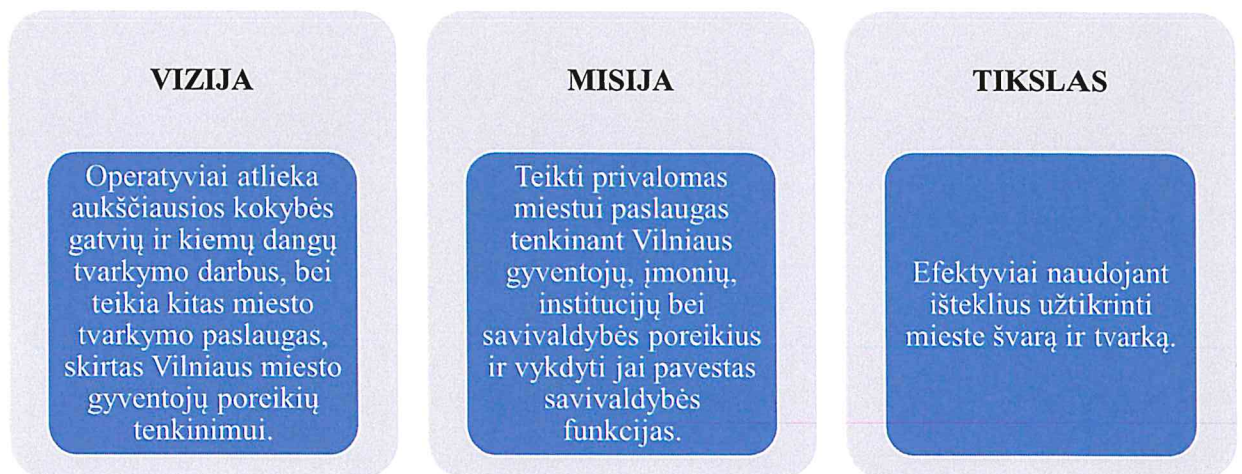 VIZIJA
Operatyviai atlieka
aukščiausios kokybės
gatvių ir kiemų dangų
tvarkymo darbus, bei
teikia kitas miesto
tvarkymo paslaugas,
skirtas Vilniaus miesto
gyventojų poreikių
tenkinimui.
MISIJA
Teikti privalomas
miestui paslaugas
tenkinant Vilniaus
gyventojų, įmonių,
institucijų bei
savivaldybės poreikius
ir vykdyti jai pavestas
savivaldybės
funkcijas.
TIKSLAS
Efektyviai naudojant
išteklius užtikrinti
mieste švarą ir tvarką.